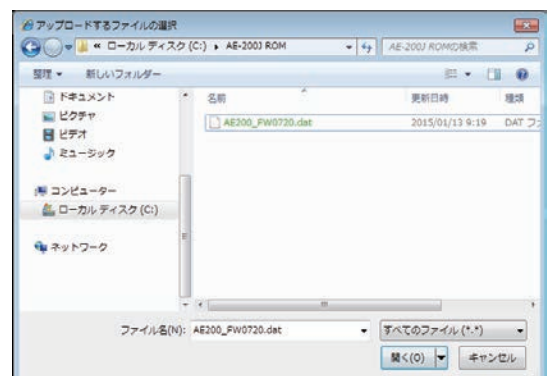 アップロードするファイルの選択
« ローカル ディスク (C:) ▸ AE-200J ROM
AE-200J ROMの検索
整理 ▼ 新しいフォルダー
ドキュメント
ピクチャ
ビデオ
ミュージック
コンピューター
ローカル ディスク (C:)
ネットワーク
名前 更新日時 種類
AE200_FW0720.dat 2015/01/13 9:19 DAT ファ
ファイル名(N): AE200_FW0720.dat
すべてのファイル (*.*)
開く(O) キャンセル